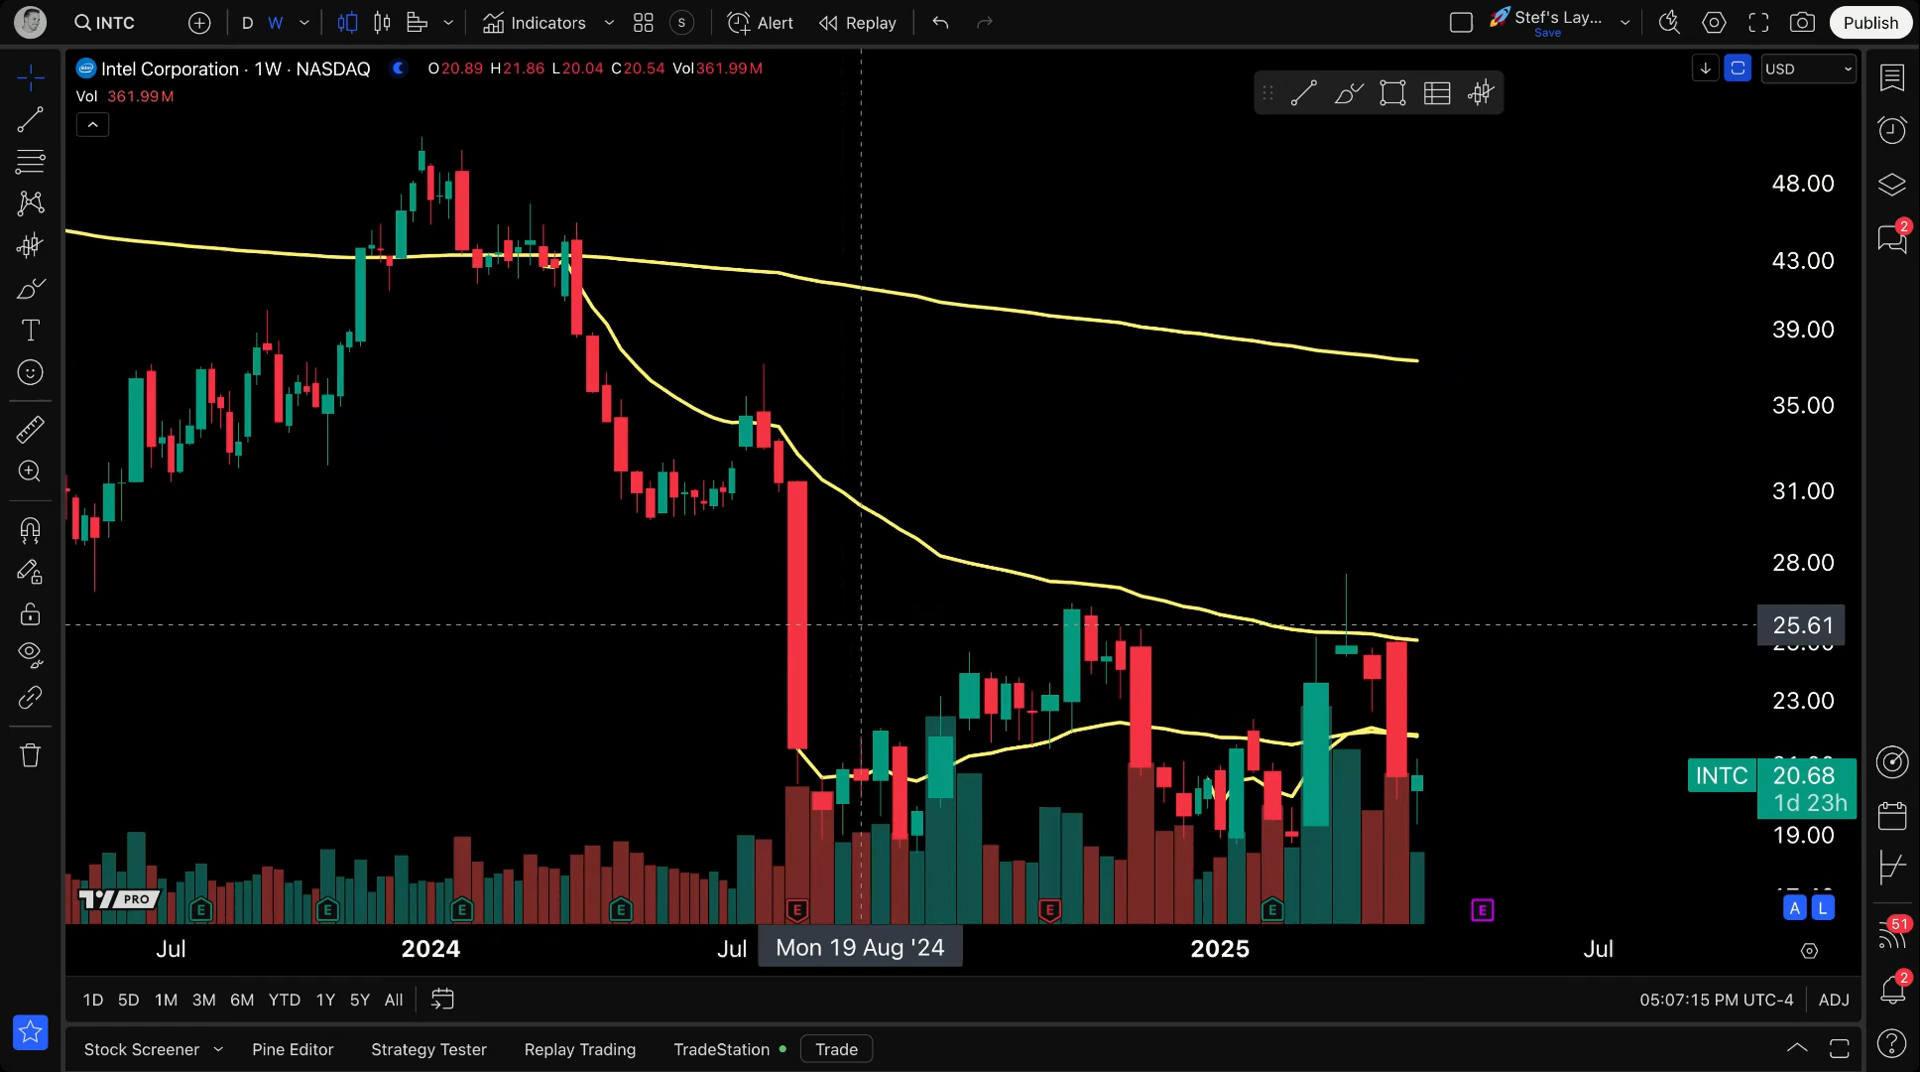 INTC
D
W
Indicators
S
Alert
Replay
Stef's Lay...
Save
Publish
Intel Corporation · 1W · NASDAQ
O20.89 H21.86 L20.04 C20.54 Vol361.99M
USD
Vol 361.99M
2
48.00
43.00
39.00
35.00
31.00
28.00
25.61
23.00
INTC 20.68
1d 23h
19.00
PRO
E E E E E E E E
A L
51
Jul 2024 Jul Mon 19 Aug '24 2025 Jul
1D 5D 1M 3M 6M YTD 1Y 5Y All
05:07:15 PM UTC-4 ADJ
2
Stock Screener Pine Editor Strategy Tester Replay Trading TradeStation Trade